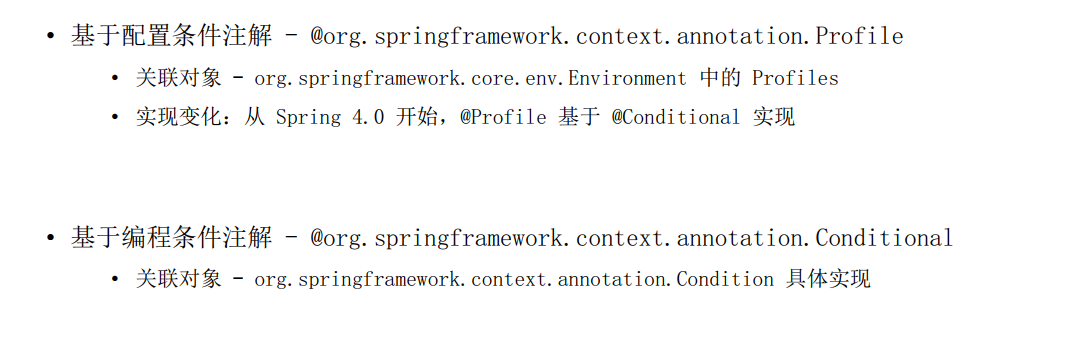 • 基于配置条件注解 - @org.springframework.context.annotation.Profile
• 关联对象 - org.springframework.core.env.Environment 中的 Profiles
• 实现变化：从 Spring 4.0 开始，@Profile 基于 @Conditional 实现
• 基于编程条件注解 - @org.springframework.context.annotation.Conditional
• 关联对象 - org.springframework.context.annotation.Condition 具体实现